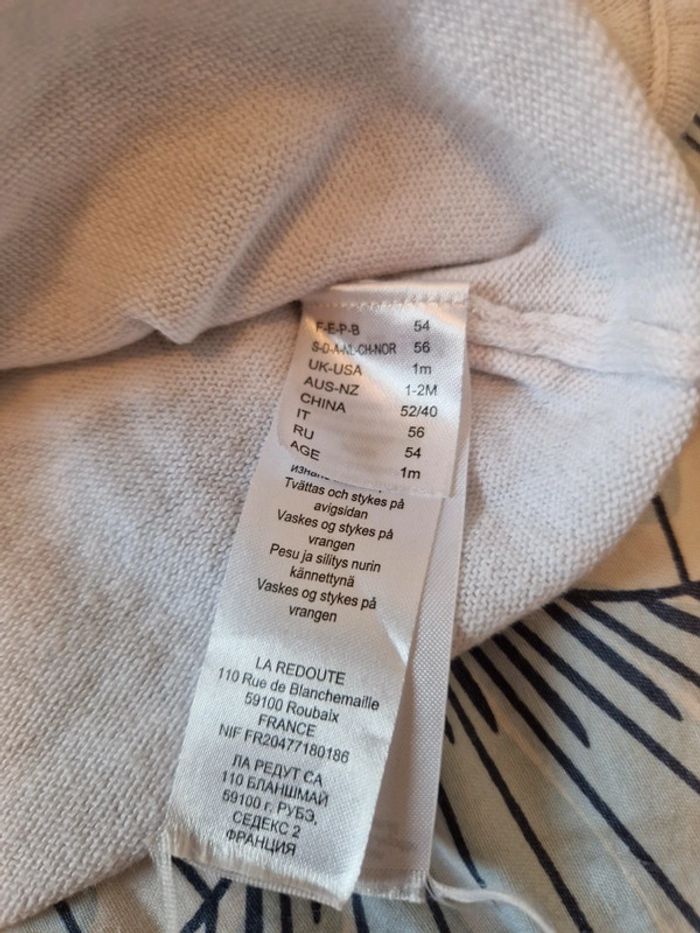 F-E-P-B 54
S-D-A-NL-CH-NOR 56
UK-USA 1m
AUS-NZ 1-2M
CHINA 52/40
IT 56
RU 54
AGE 1m
Tvättas och stykes på
avigsidan
Vaskes og stykes på
vrangen
Pesu ja silitys nurin
kännettynä
Vaskes og stykes på
vrangen
LA REDOUTE
110 Rue de Blanchemaille
59100 Roubaix
FRANCE
NIF FR20477180186
ЛА РЕДУТ СА
110 БЛАНШМАЙ
59100 г. РУБЭ,
СЕДЕКС 2
ФРАНЦИЯ